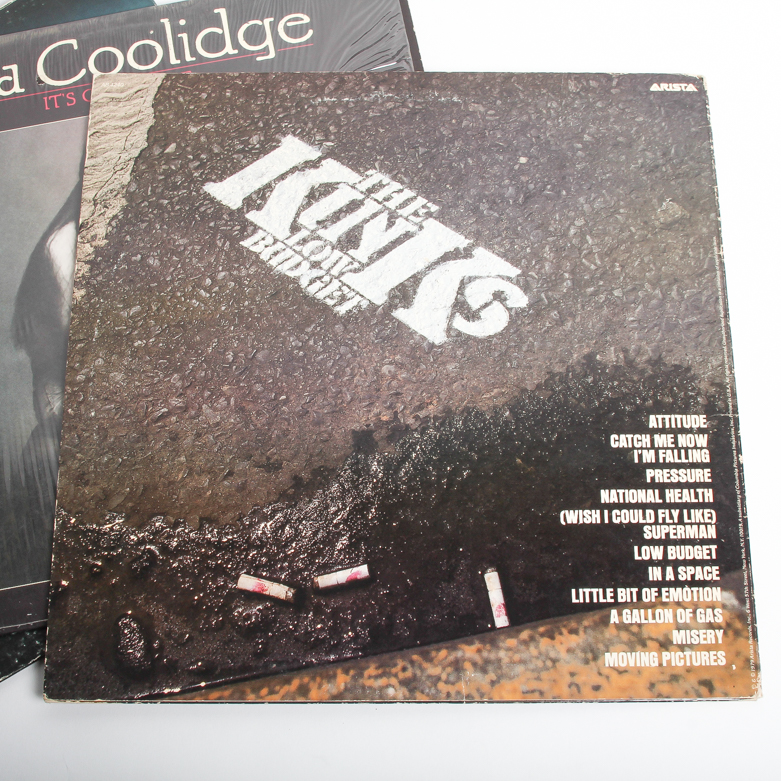 a Coolidge
IT'S
ARISTA
THE
KINKS
LOW
BUDGET
ATTITUDE
CATCH ME NOW
I'M FALLING
PRESSURE
NATIONAL HEALTH
(WISH I COULD FLY LIKE)
SUPERMAN
LOW BUDGET
IN A SPACE
LITTLE BIT OF EMOTION
A GALLON OF GAS
MISERY
MOVING PICTURES